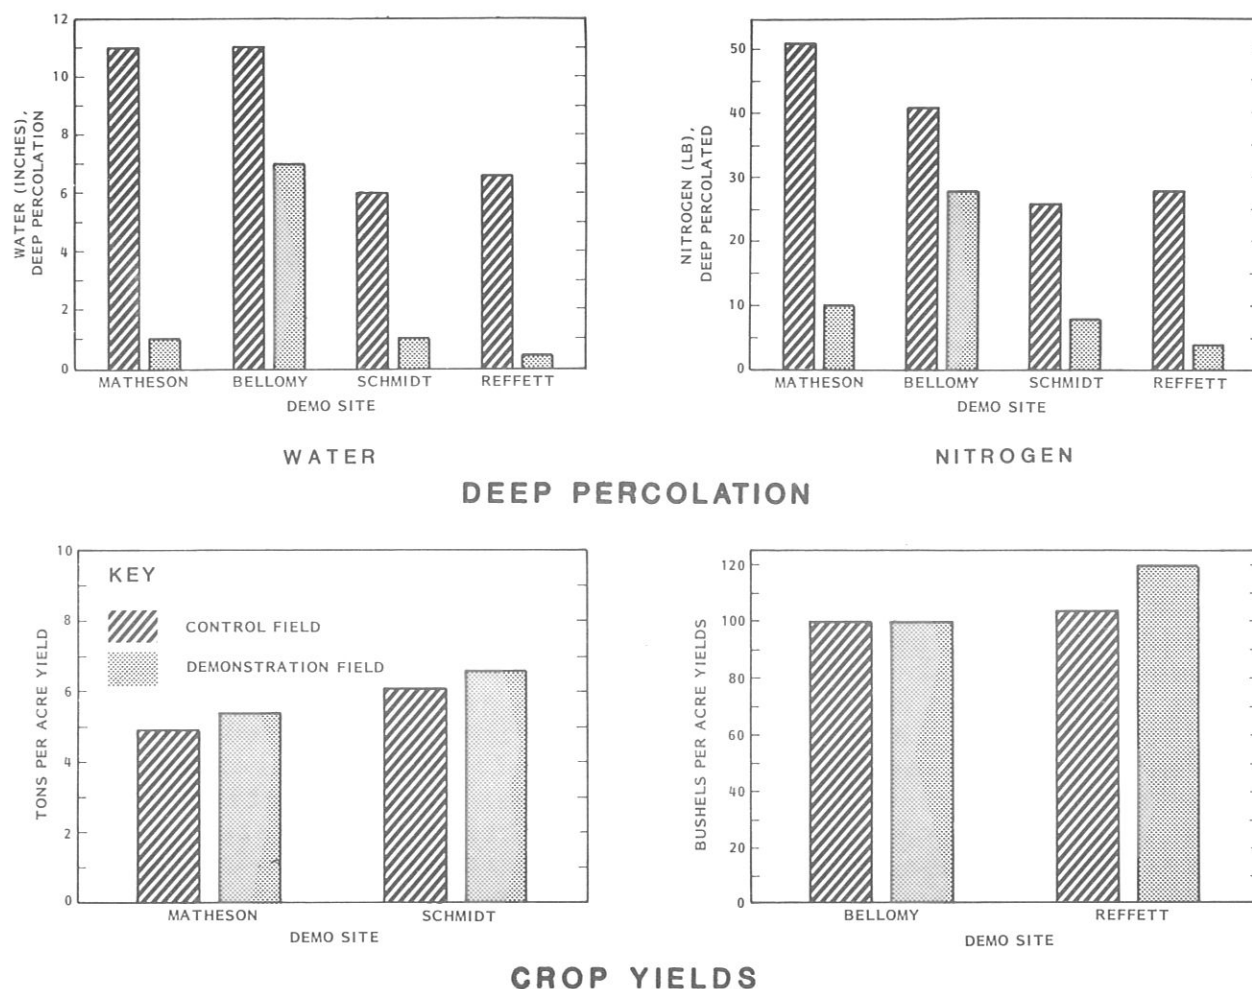 12
10
8
6
4
2
0
WATER (INCHES),
DEEP PERCOLATION
MATHESON BELLOMY SCHMIDT REFFETT
DEMO SITE
WATER
50
40
30
20
10
0
NITROGEN (LB),
DEEP PERCOLATED
MATHESON BELLOMY SCHMIDT REFFETT
DEMO SITE
NITROGEN
DEEP PERCOLATION
10
8
6
4
2
0
TONS PER ACRE YIELD
KEY
CONTROL FIELD
DEMONSTRATION FIELD
MATHESON SCHMIDT
DEMO SITE
120
100
80
60
40
20
0
BUSHELS PER ACRE YIELDS
BELLOMY REFFETT
DEMO SITE
CROP YIELDS